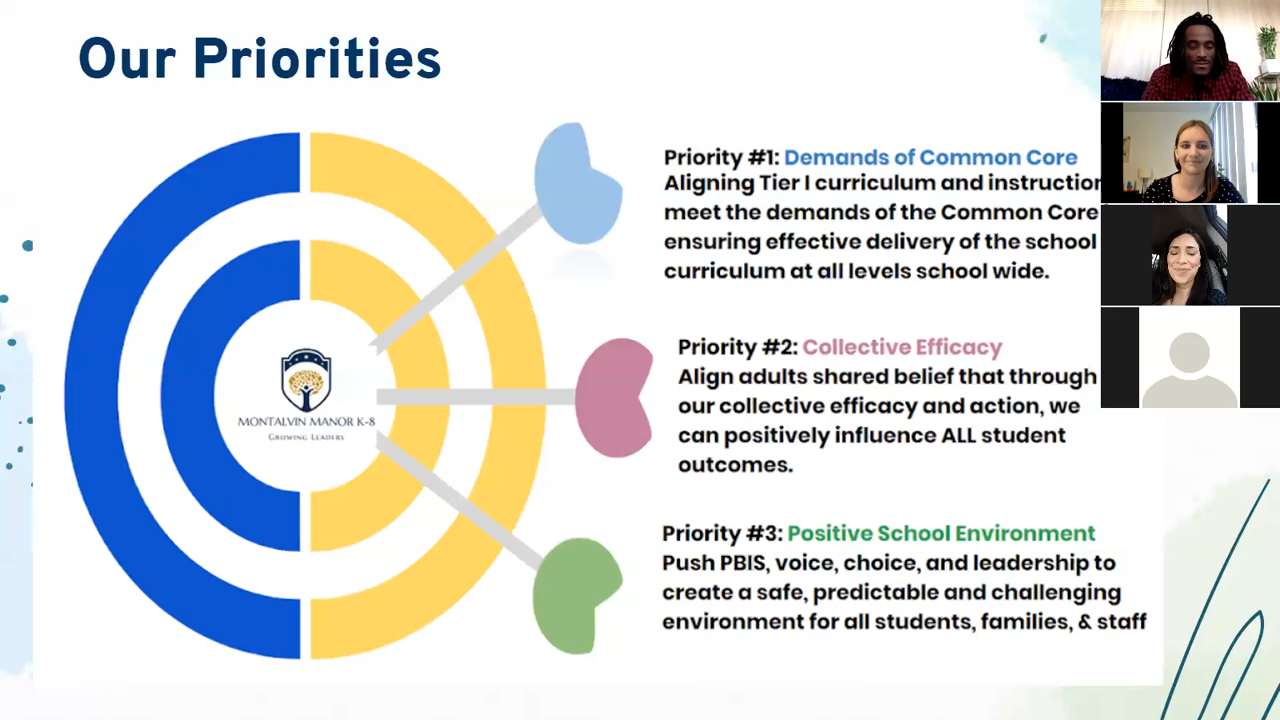 Our Priorities
Priority #1: Demands of Common Core
Aligning Tier I curriculum and instruction
meet the demands of the Common Core
ensuring effective delivery of the school
curriculum at all levels school wide.
Priority #2: Collective Efficacy
Align adults shared belief that through
our collective efficacy and action, we
can positively influence ALL student
outcomes.
Priority #3: Positive School Environment
Push PBIS, voice, choice, and leadership to
create a safe, predictable and challenging
environment for all students, families, & staff
MONTALVIN MANOR K-8
GROWING LEADERS